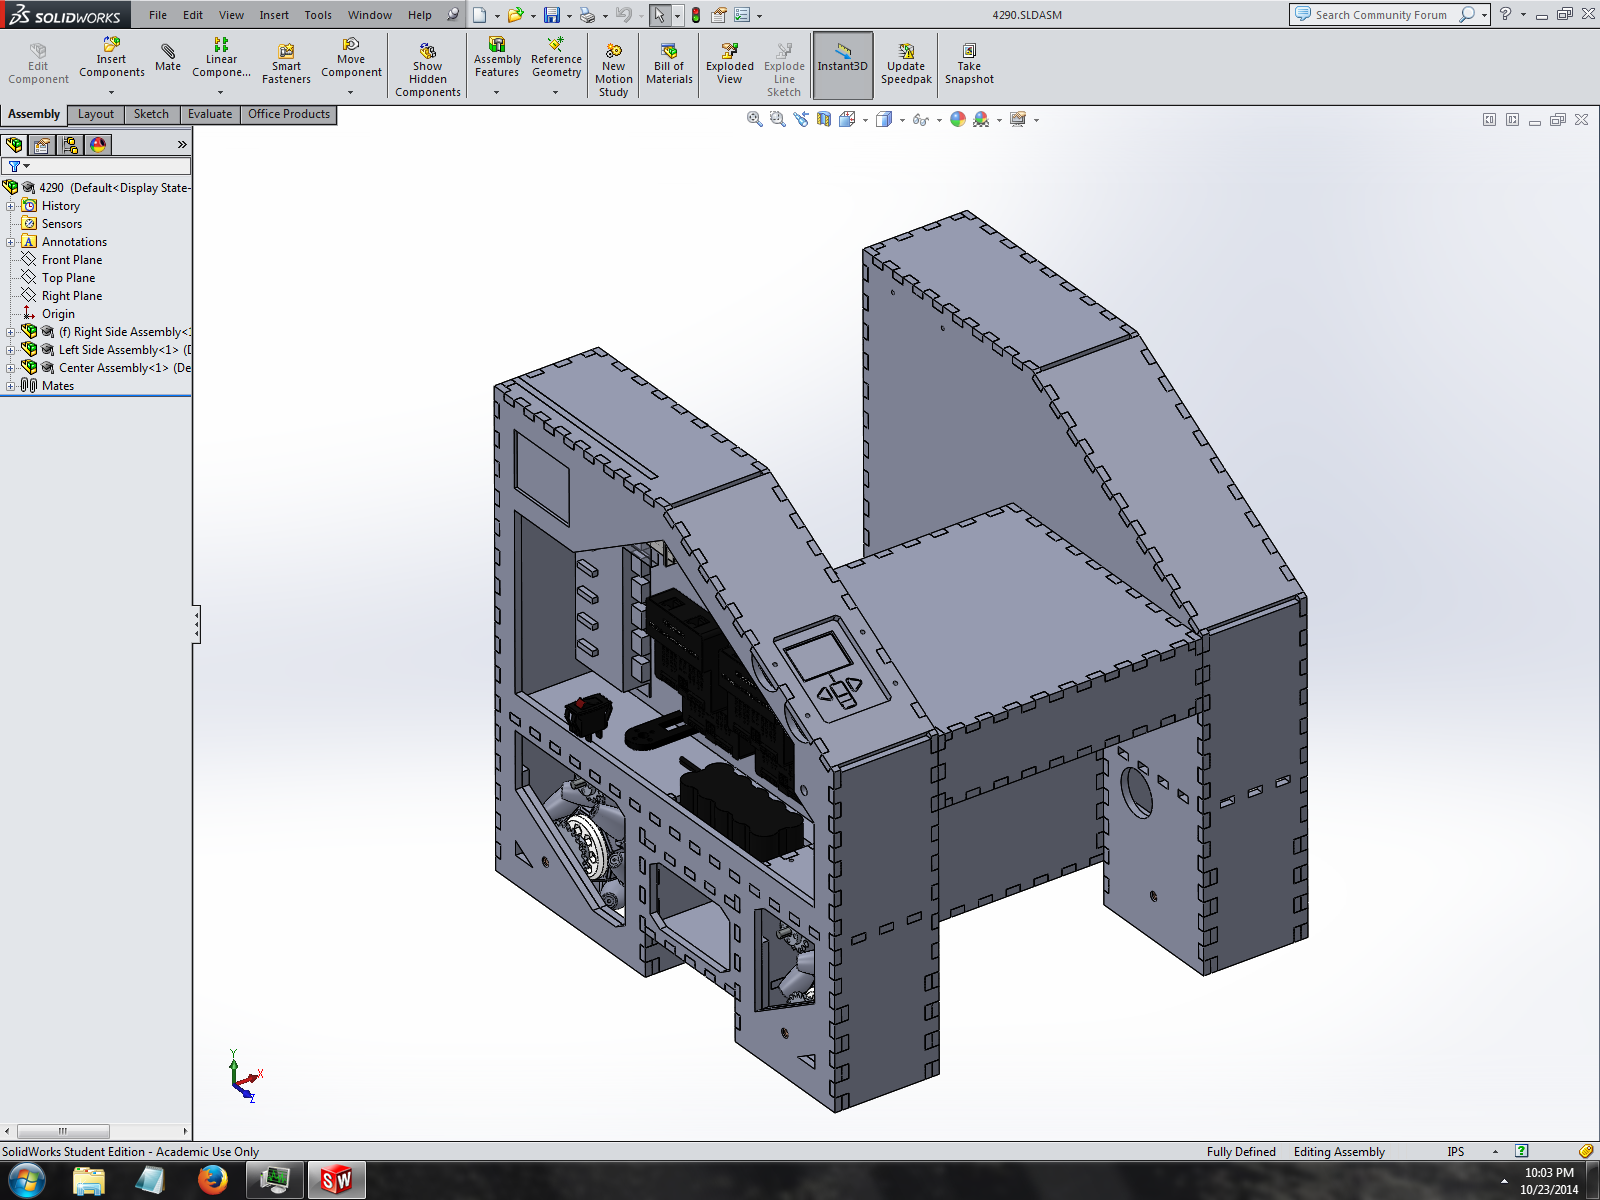 SOLIDWORKS File Edit View Insert Tools Window Help 4290.SLDASM Search Community Forum
Edit Component
Insert Components
Mate
Linear Compone...
Smart Fasteners
Move Component
Show Hidden Components
Assembly Features
Reference Geometry
New Motion Study
Bill of Materials
Exploded View
Explode Line Sketch
Instant3D
Update Speedpak
Take Snapshot
Assembly Layout Sketch Evaluate Office Products
4290 (Default<Display State-
History
Sensors
A Annotations
Front Plane
Top Plane
Right Plane
Origin
(f) Right Side Assembly<
Left Side Assembly<1> (D
Center Assembly<1> (De
Mates
Y
X
Z
SolidWorks Student Edition - Academic Use Only Fully Defined Editing Assembly IPS ?
SW
10:03 PM
10/23/2014